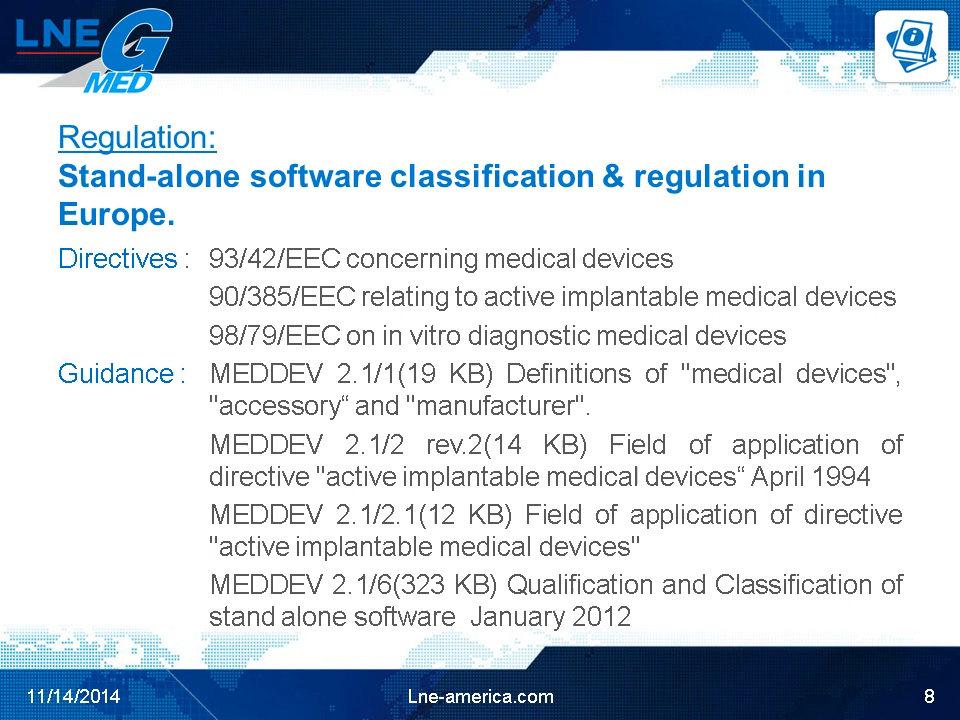 LNE G
MED
Regulation:
Stand-alone software classification & regulation in
Europe.
Directives : 93/42/EEC concerning medical devices
90/385/EEC relating to active implantable medical devices
98/79/EEC on in vitro diagnostic medical devices
Guidance : MEDDEV 2.1/1(19 KB) Definitions of "medical devices",
"accessory“ and "manufacturer".
MEDDEV 2.1/2 rev.2(14 KB) Field of application of
directive "active implantable medical devices“ April 1994
MEDDEV 2.1/2.1(12 KB) Field of application of directive
"active implantable medical devices"
MEDDEV 2.1/6(323 KB) Qualification and Classification of
stand alone software  January 2012
11/14/2014 Lne-america.com 8